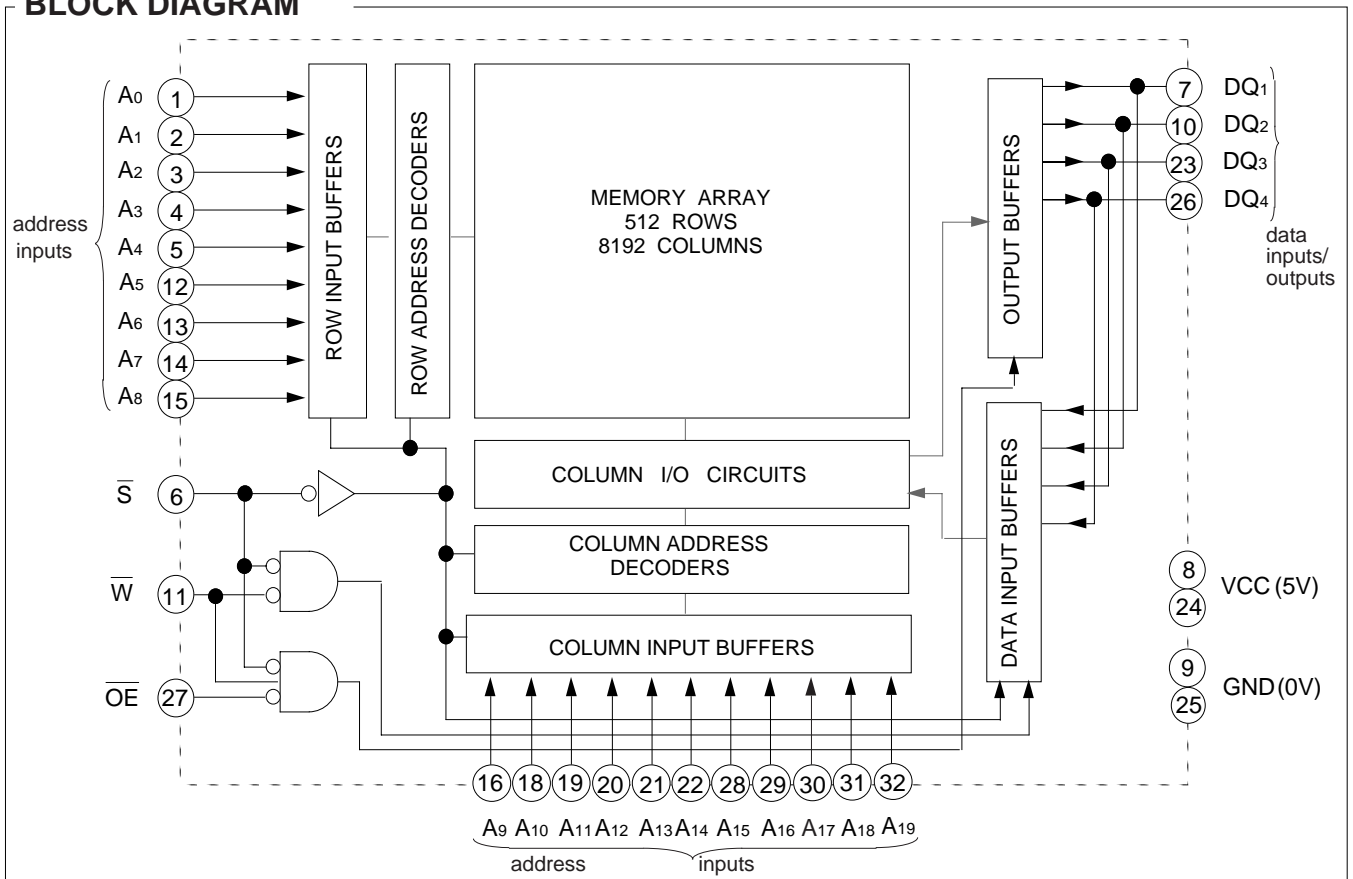 BLOCK DIAGRAM
address
inputs
A0 1
A1 2
A2 3
A3 4
A4 5
A5 12
A6 13
A7 14
A8 15
S̅ 6
W̅ 11
O̅E̅ 27
ROW INPUT BUFFERS
ROW ADDRESS DECODERS
MEMORY ARRAY
512 ROWS
8192 COLUMNS
COLUMN I/O CIRCUITS
COLUMN ADDRESS
DECODERS
COLUMN INPUT BUFFERS
OUTPUT BUFFERS
DATA INPUT BUFFERS
7 DQ1
10 DQ2
23 DQ3
26 DQ4
data
inputs/
outputs
8
24
VCC (5V)
9
25
GND (0V)
16 18 19 20 21 22 28 29 30 31 32
A9 A10 A11 A12 A13 A14 A15 A16 A17 A18 A19
address inputs